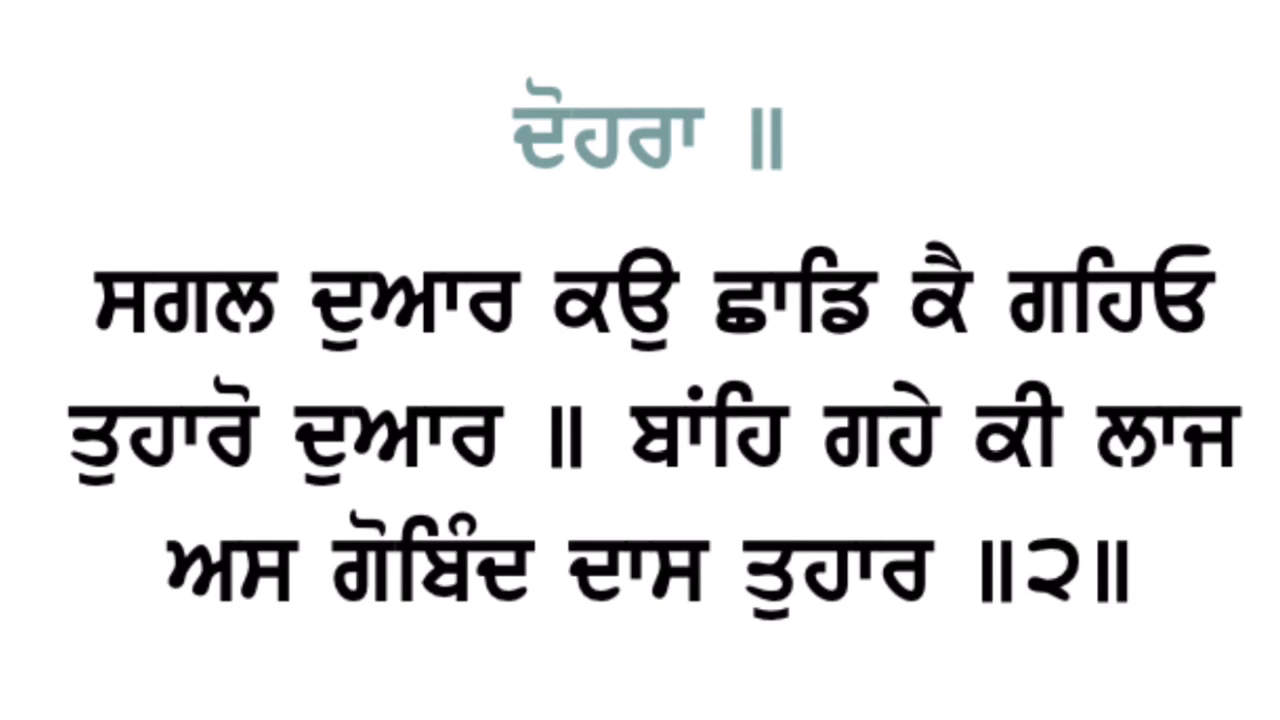 ਦੋਹਰਾ ॥
ਸਗਲ ਦੁਆਰ ਕਉ ਛਾਡਿ ਕੈ ਗਹਿਓ
ਤੁਹਾਰੋ ਦੁਆਰ ॥ ਬਾਂਹਿ ਗਹੇ ਕੀ ਲਾਜ
ਅਸ ਗੋਬਿੰਦ ਦਾਸ ਤੁਹਾਰ ॥੨॥